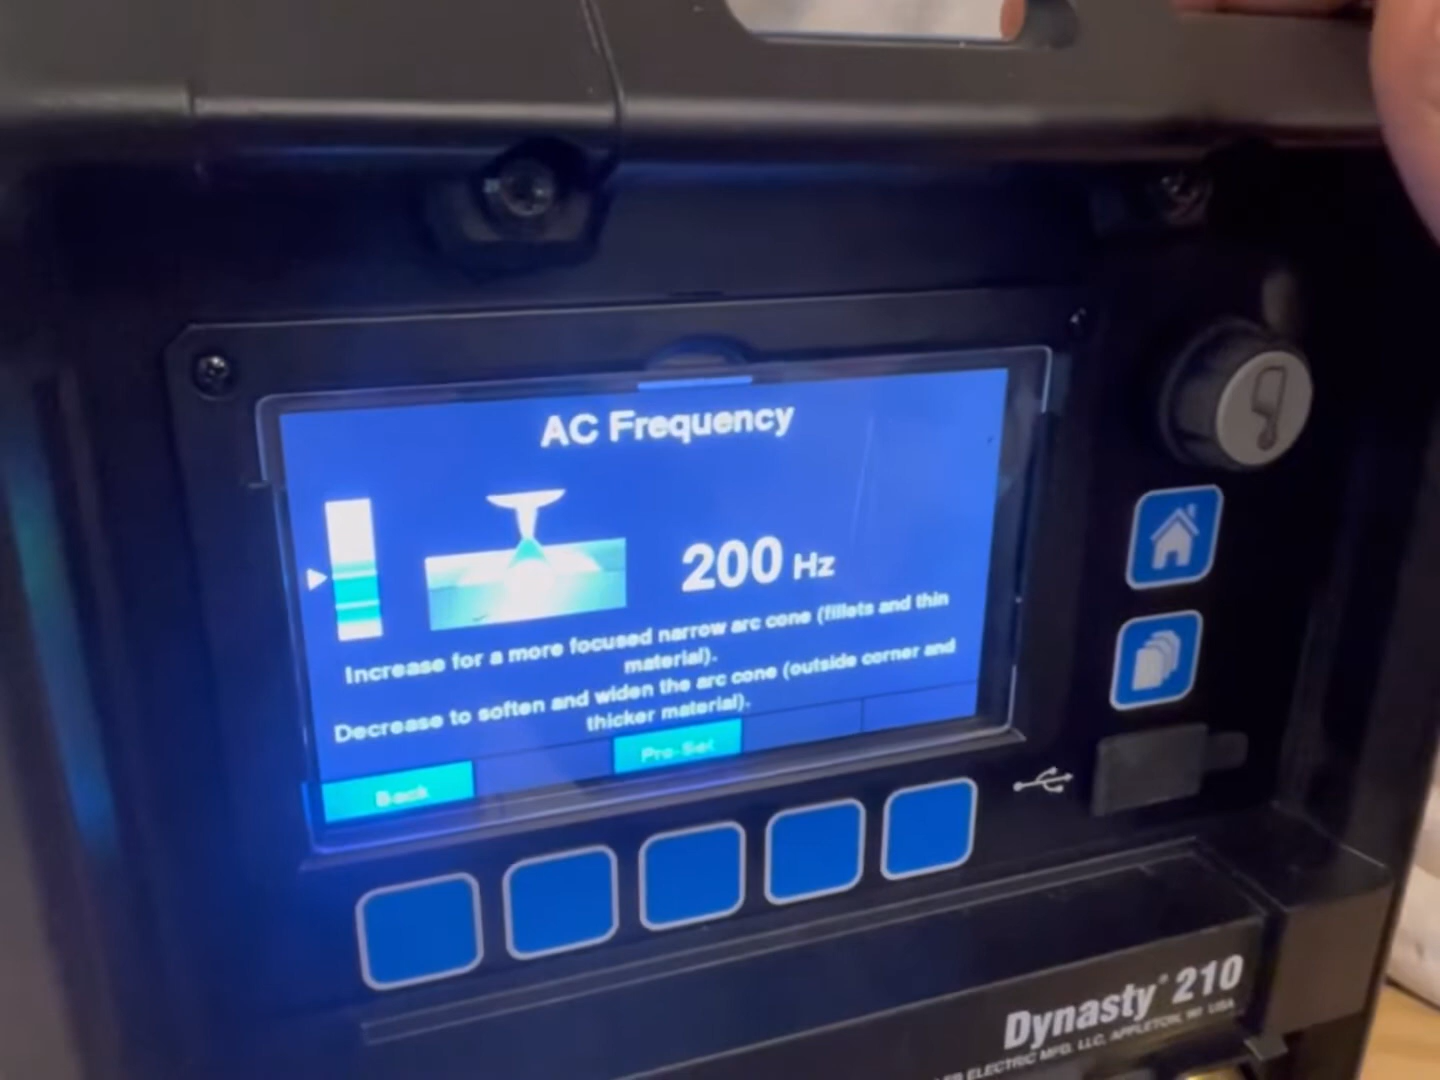 AC Frequency
200 Hz
Increase for a more focused narrow arc cone (fillets and thin
material).
Decrease to soften and widen the arc cone (outside corner and
thicker material).
Pro-Set
Back
Dynasty® 210
ELECTRIC MFG. LLC. APPLETON, WI USA